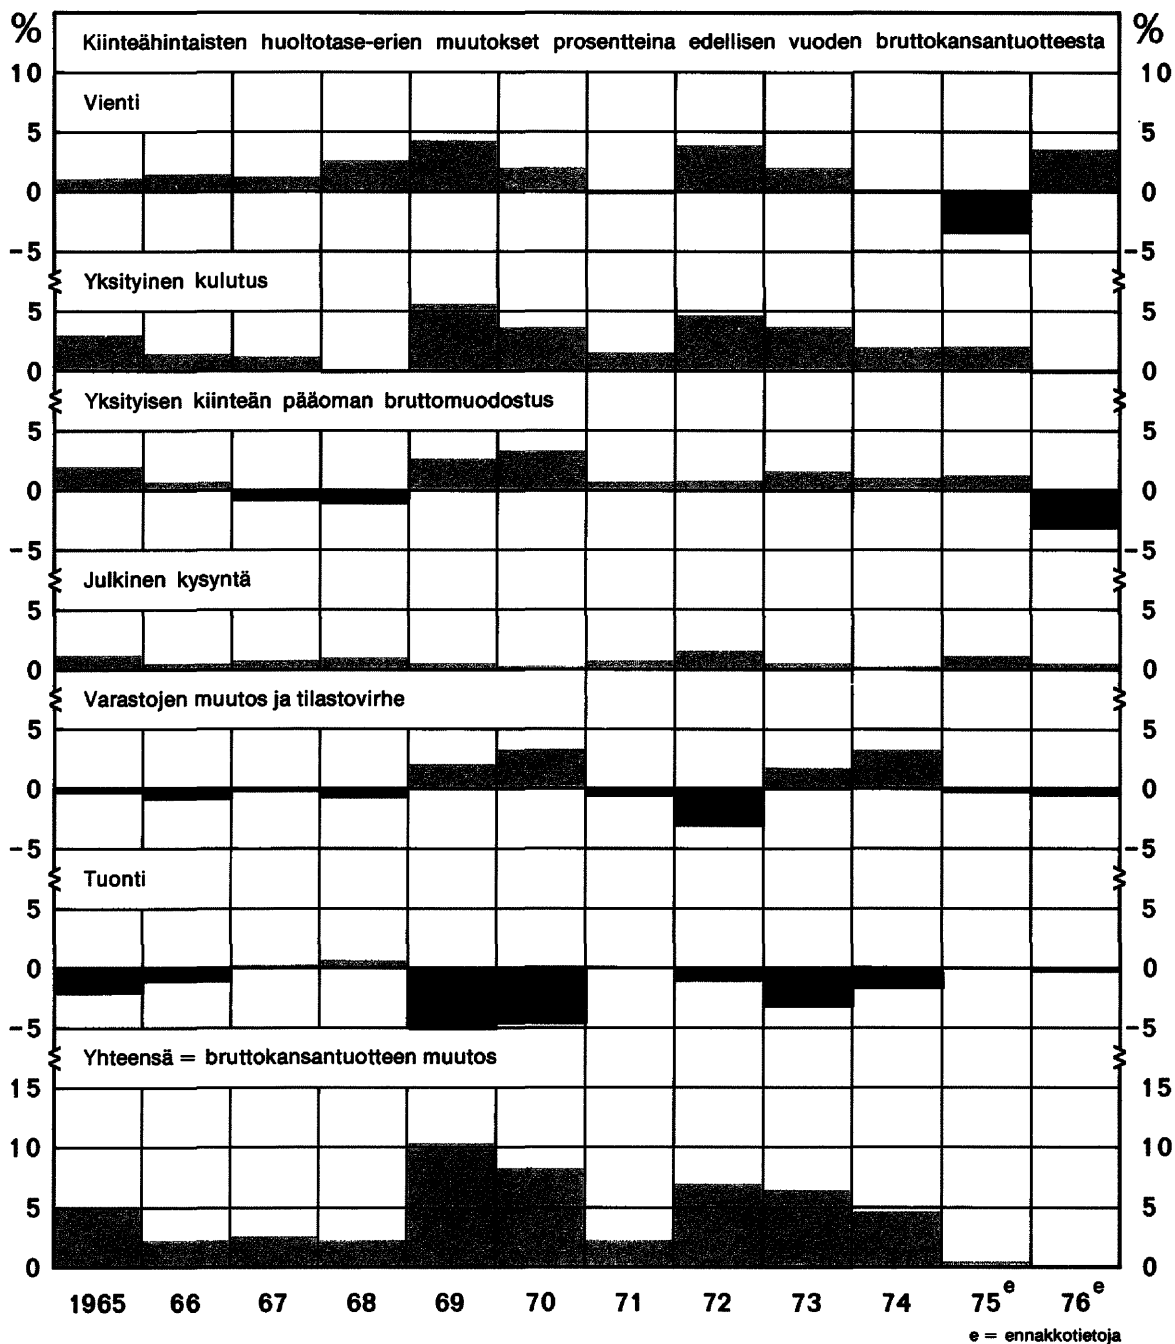 % Kiinteähintaisten huoltotase-erien muutokset prosentteina edellisen vuoden bruttokansantuotteesta %
10 10
Vienti
5 5
0 0
-5 -5
Yksityinen kulutus
5 5
0 0
Yksityisen kiinteän pääoman bruttomuodostus
5 5
0 0
-5 -5
Julkinen kysyntä
5 5
0 0
Varastojen muutos ja tilastovirhe
5 5
0 0
-5 -5
Tuonti
5 5
0 0
-5 -5
Yhteensä = bruttokansantuotteen muutos
15 15
10 10
5 5
0 0
1965 66 67 68 69 70 71 72 73 74 75e 76e
e = ennakkotietoja